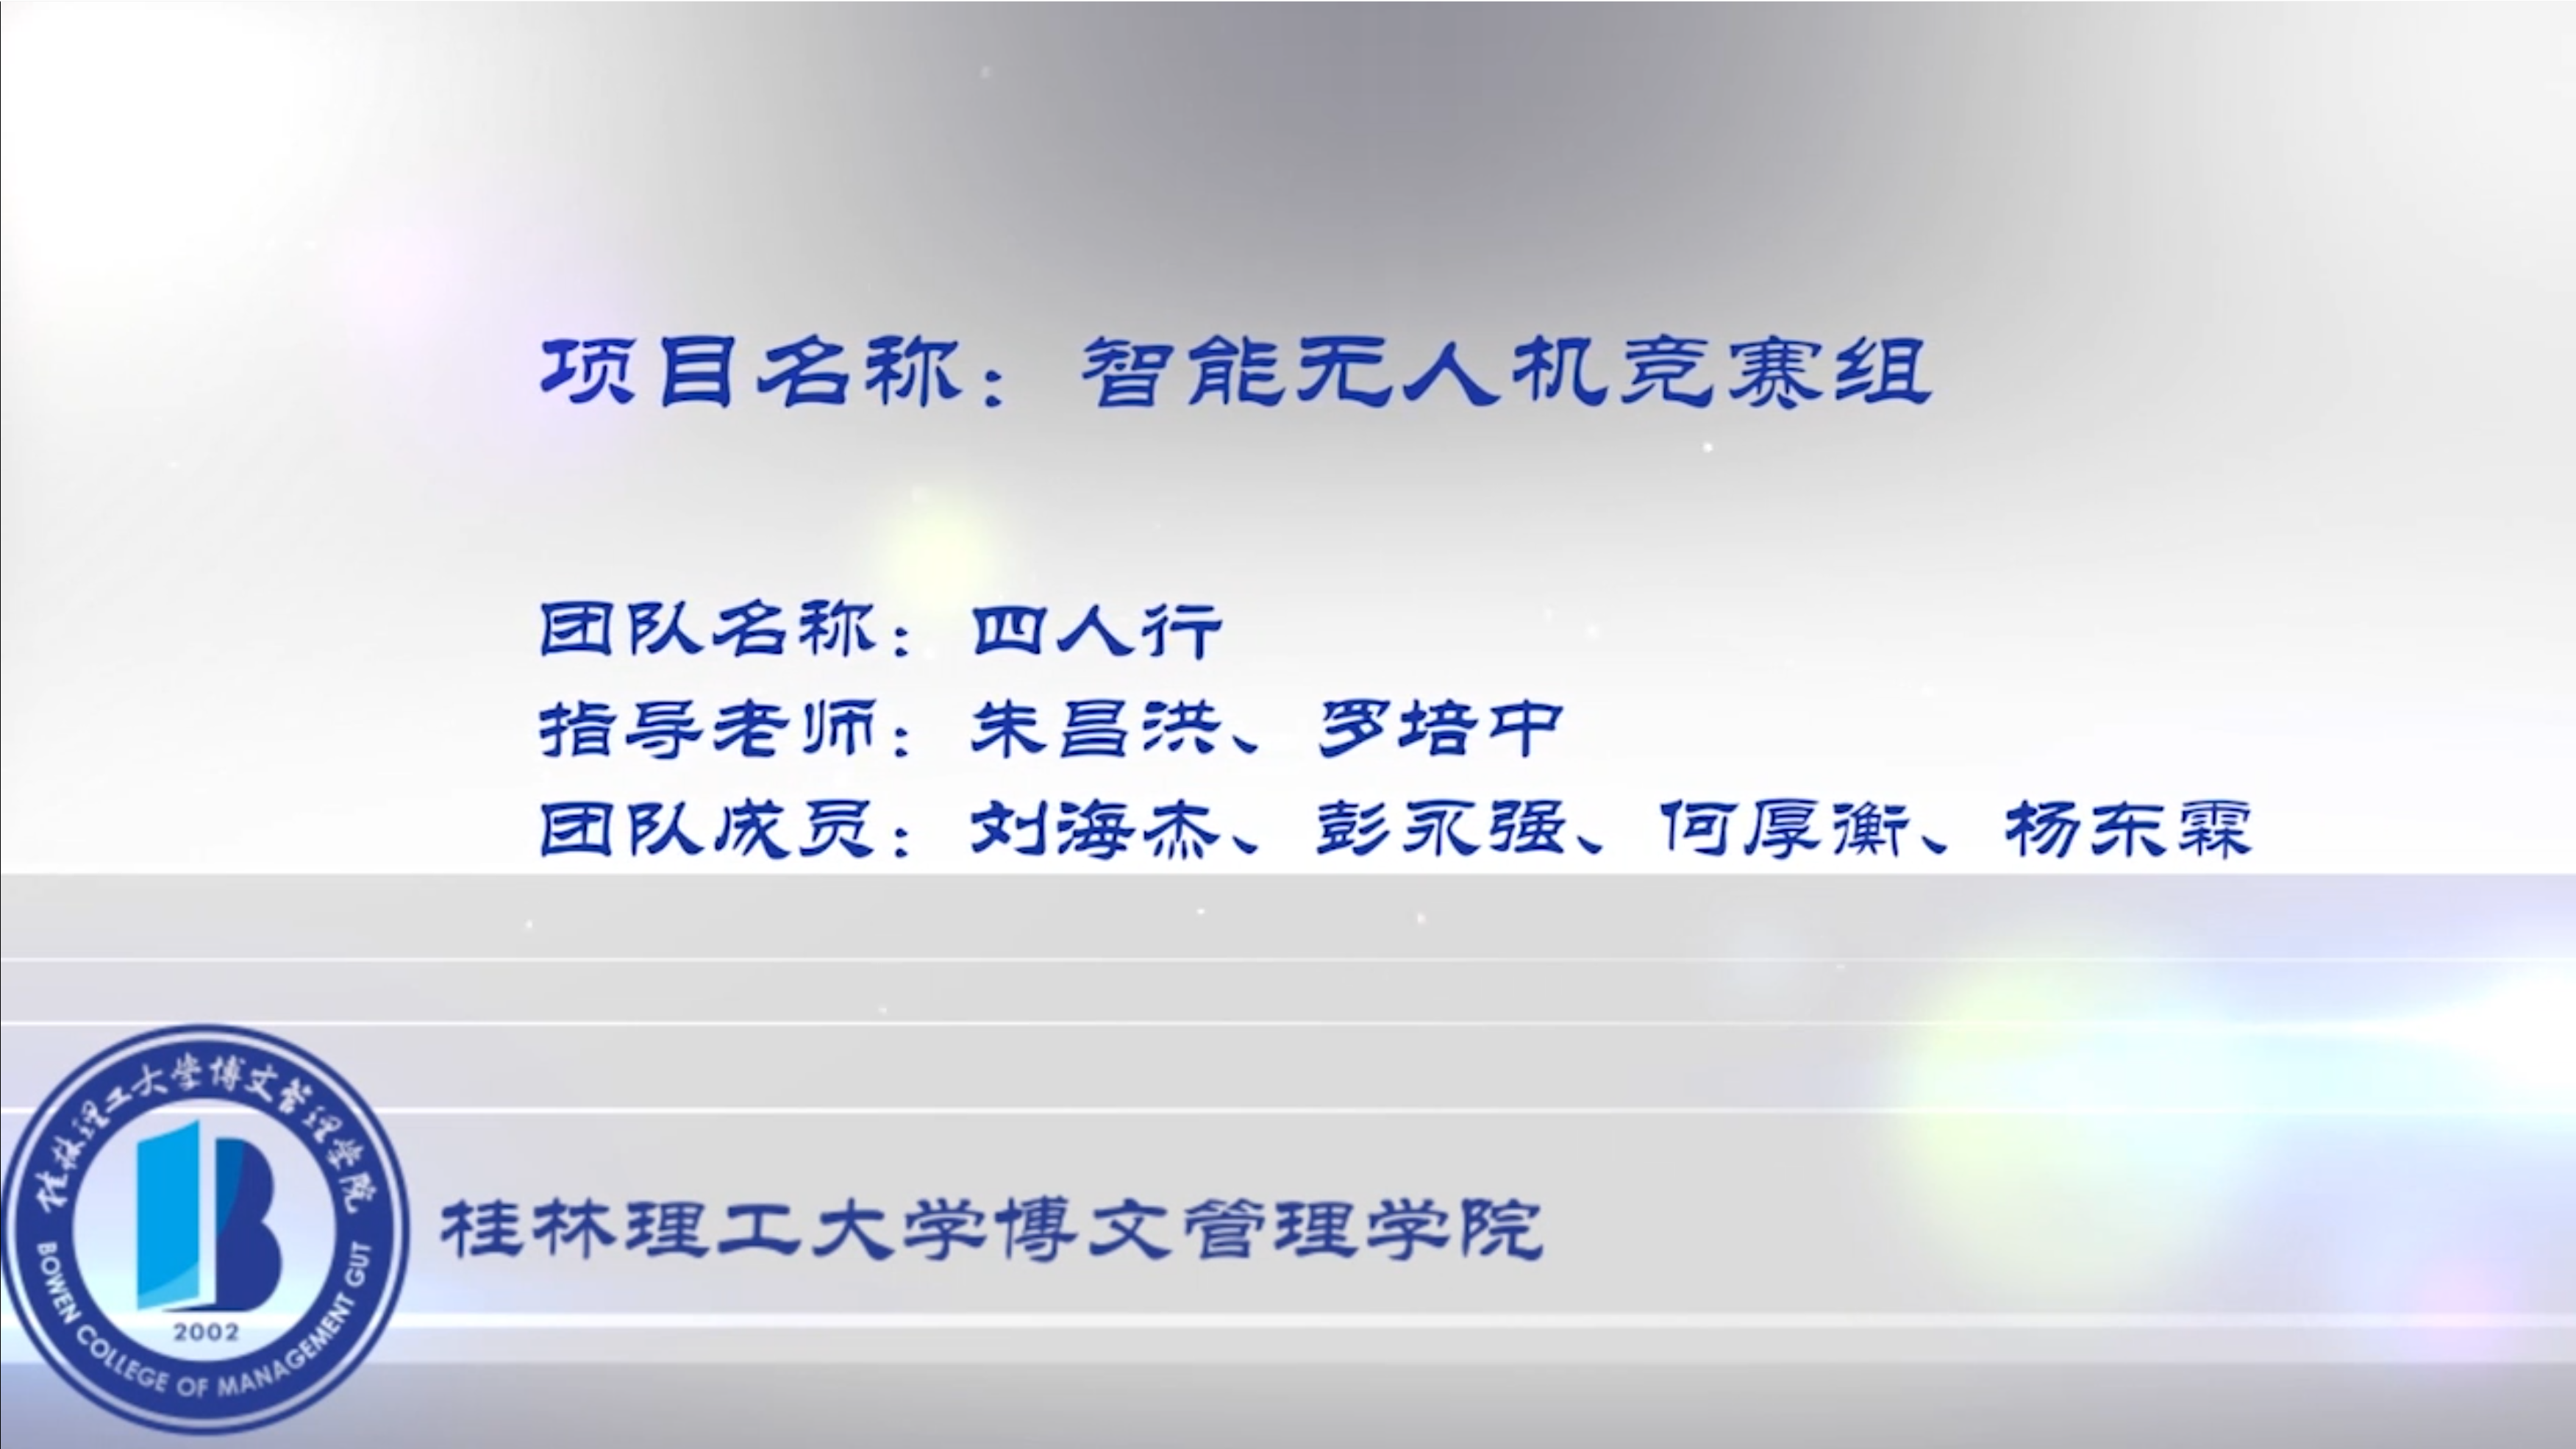 项目名称：智能无人机竞赛组
团队名称：四人行
指导老师：朱昌洪、罗培中
团队成员：刘海杰、彭永强、何厚衡、杨东霖
桂林理工大学博文管理学院
2002
BOWEN COLLEGE OF MANAGEMENT GUT
桂林理工大学博文管理学院